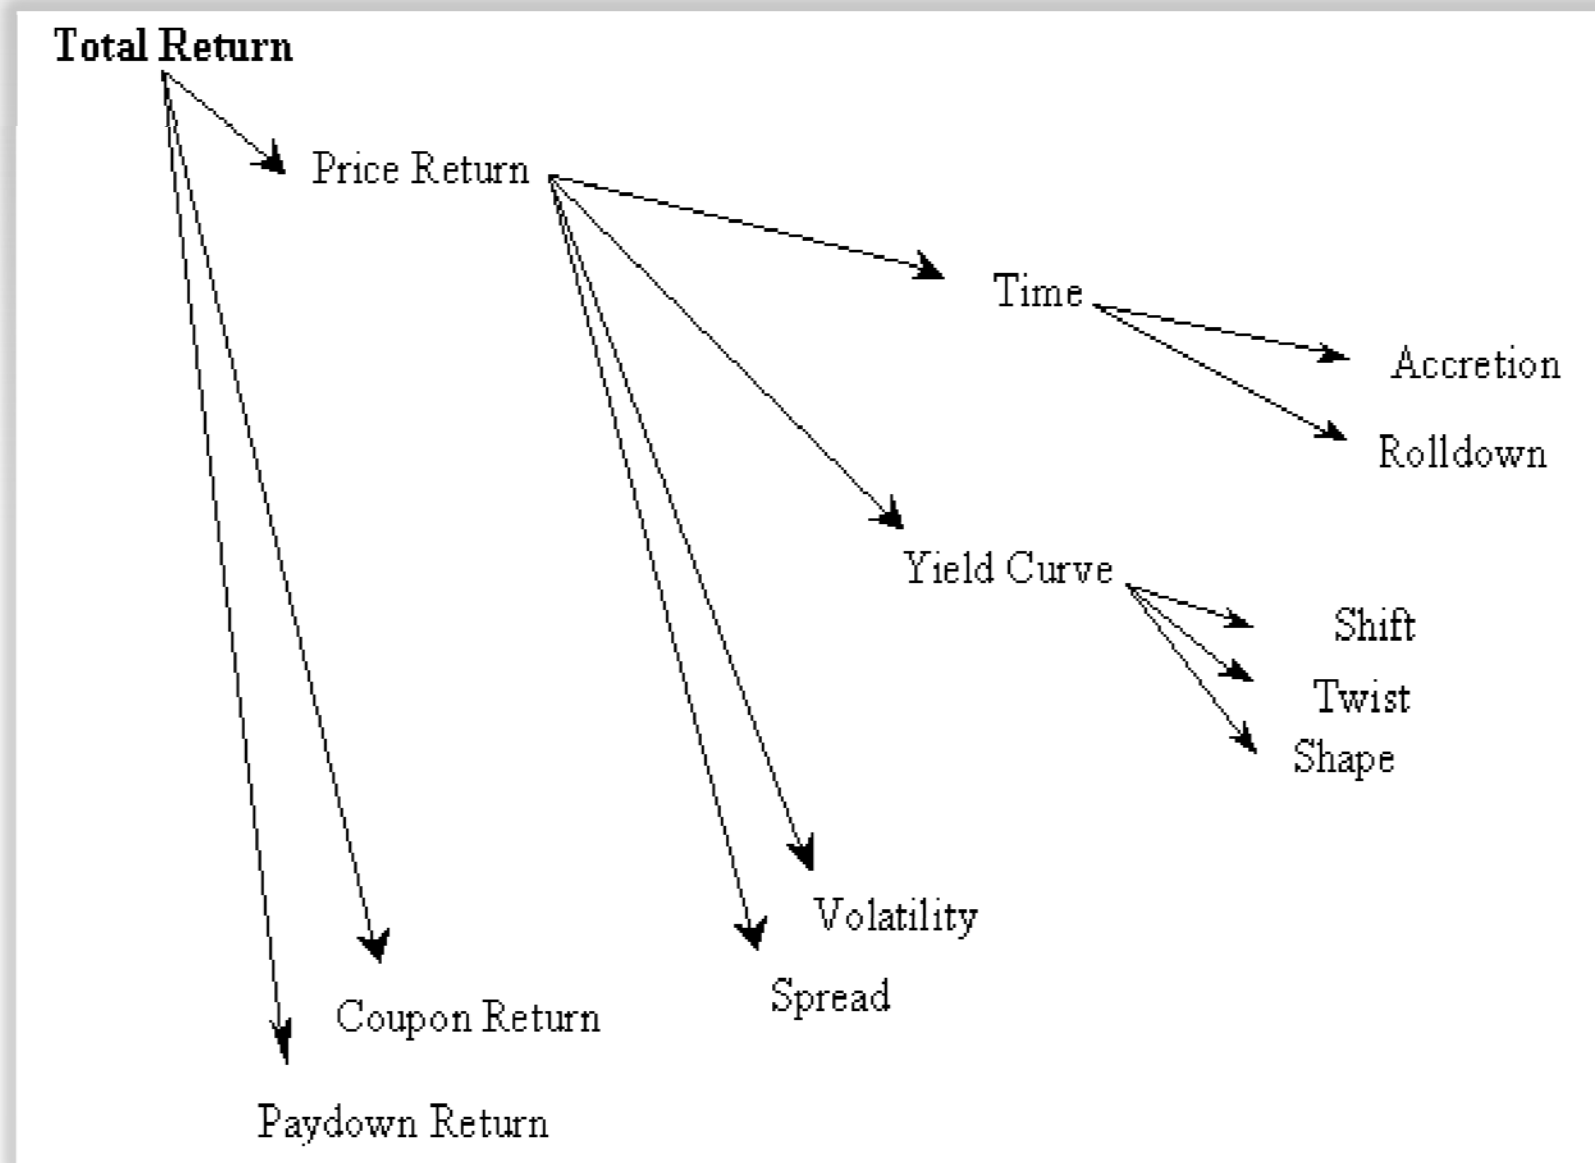 Total Return
Price Return
Time
Accretion
Rolldown
Yield Curve
Shift
Twist
Shape
Volatility
Spread
Coupon Return
Paydown Return